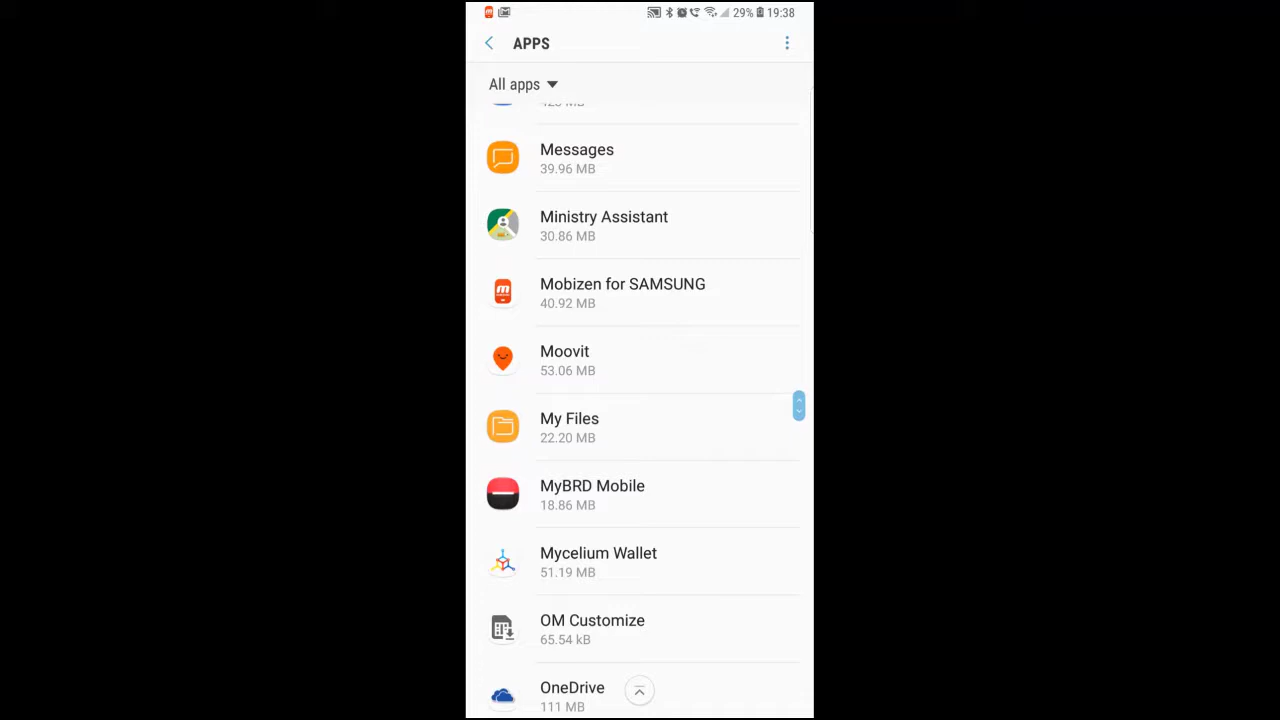 29% 19:38
APPS
All apps
Messages
39.96 MB
Ministry Assistant
30.86 MB
Mobizen for SAMSUNG
40.92 MB
Moovit
53.06 MB
My Files
22.20 MB
MyBRD Mobile
18.86 MB
Mycelium Wallet
51.19 MB
OM Customize
65.54 kB
OneDrive
111 MB